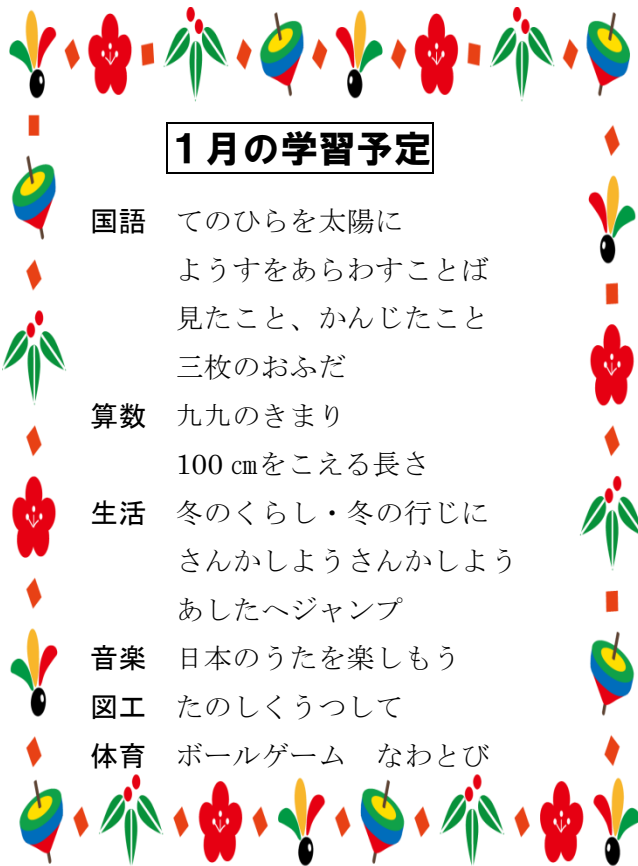 １月の学習予定
国語　てのひらを太陽に
ようすをあらわすことば
見たこと、かんじたこと
三枚のおふだ
算数　九九のきまり
100 ㎝をこえる長さ
生活　冬のくらし・冬の行じに
さんかしようさんかしよう
あしたへジャンプ
音楽　日本のうたを楽しもう
図工　たのしくうつして
体育　ボールゲーム　なわとび